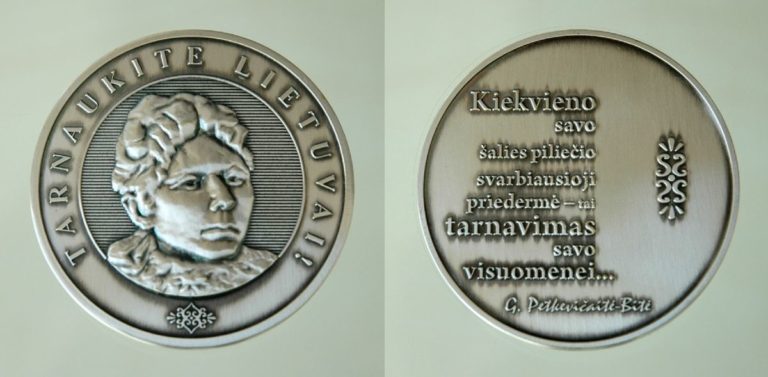 TARNAUKITE LIETUVAI!
Kiekvieno
savo
šalies piliečio
svarbiausioji
priedermė – tai
tarnavimas
savo
visuomenei...
G. Petkevičaitė-Bitė